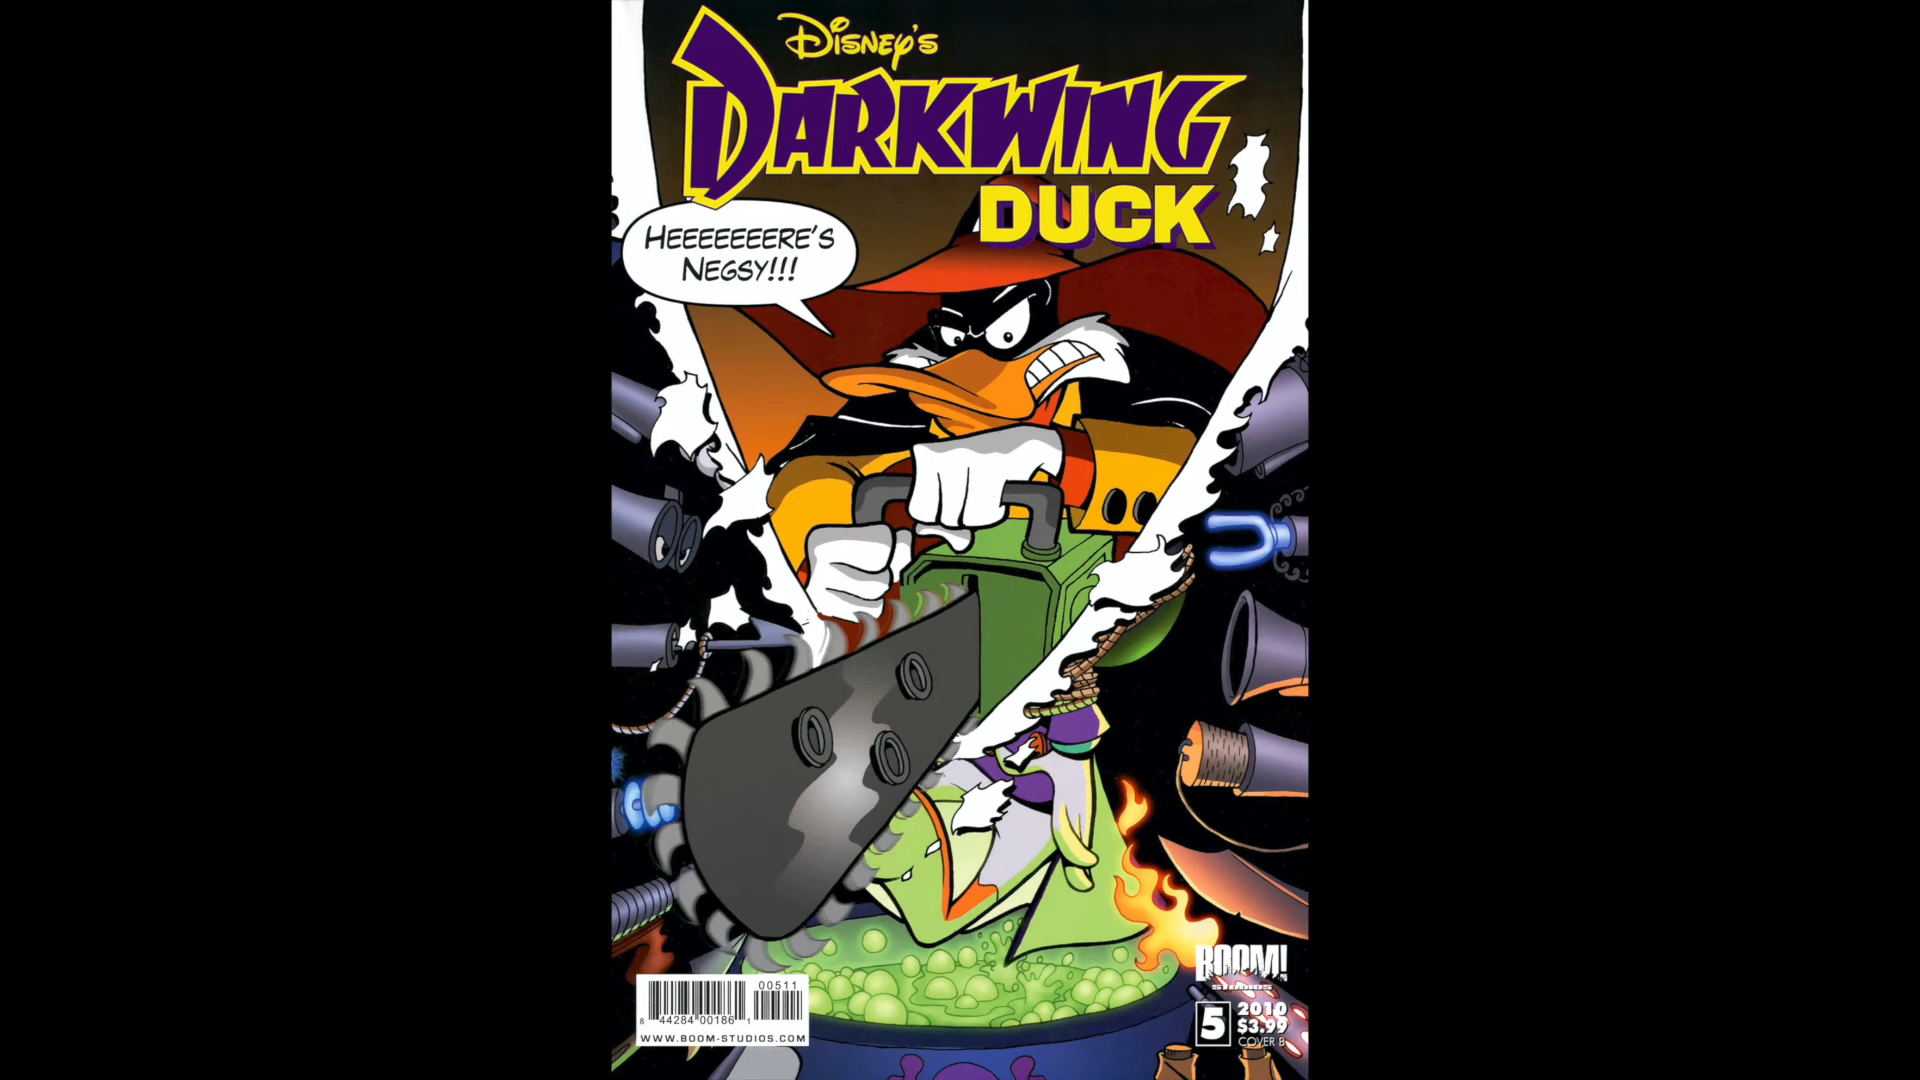 Disney's
DARKWING
DUCK
HEEEEEEERE'S
NEGSY!!!
BOOM!
STUDIOS
5
2010
$3.99
COVER B
00511
8 44284 00186 1
WWW.BOOM-STUDIOS.COM